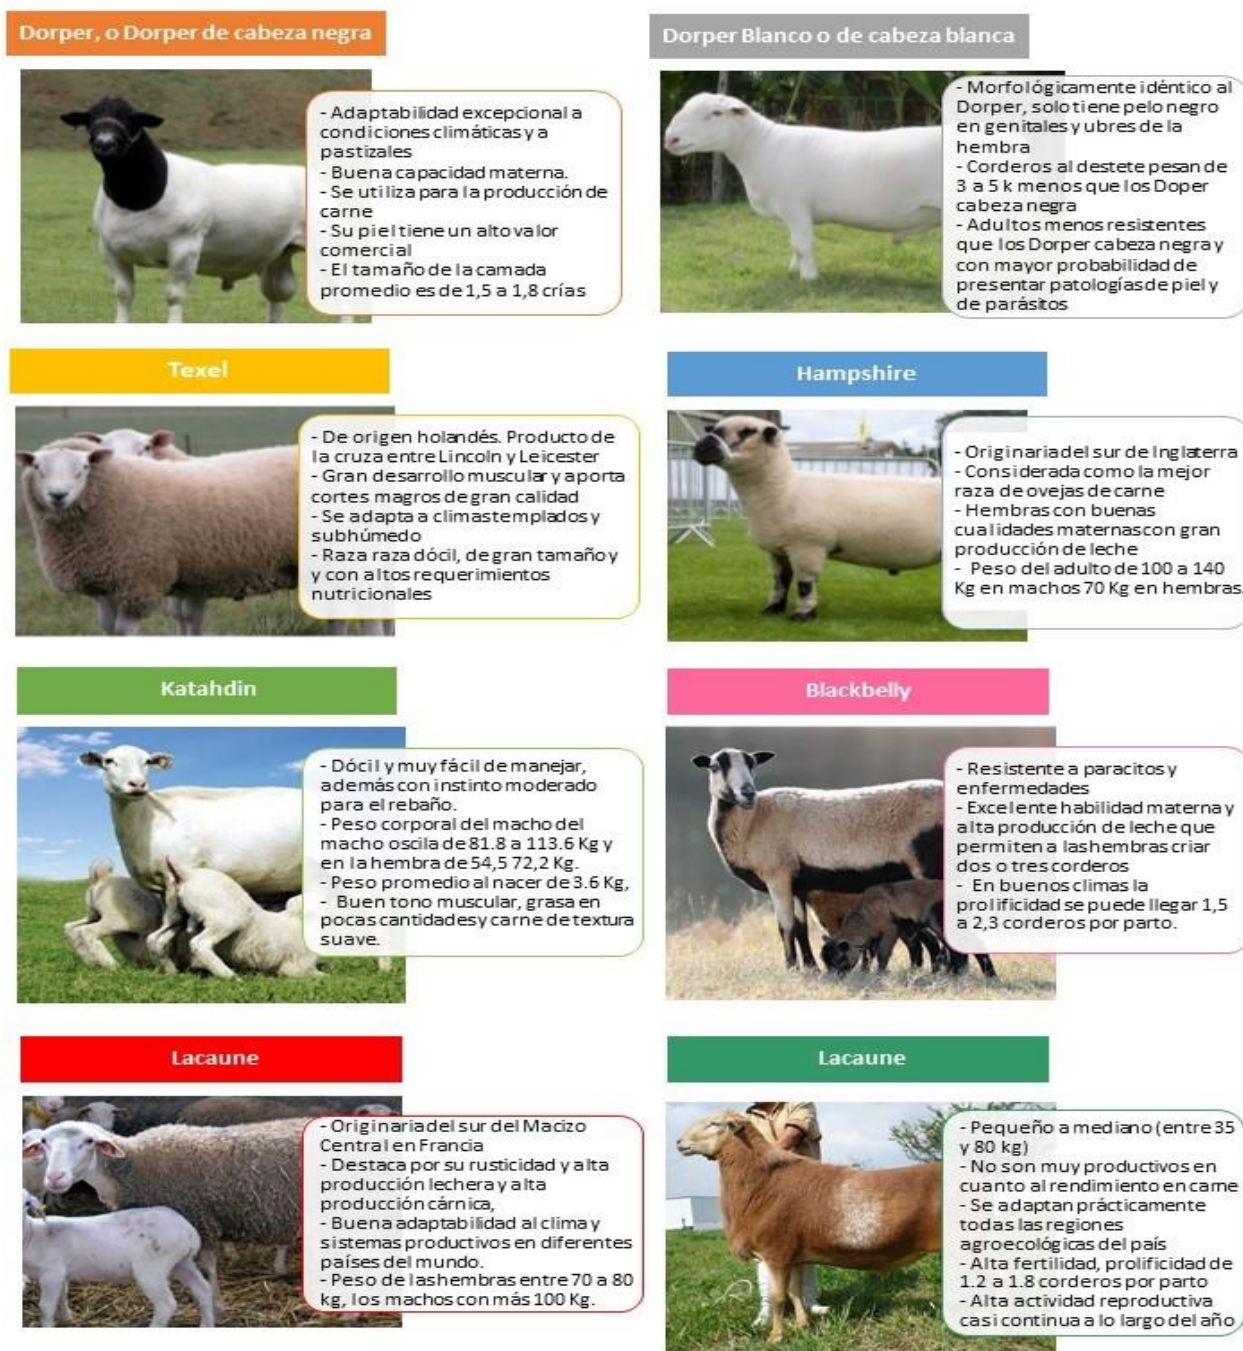 Dorper, o Dorper de cabeza negra
- Adaptabilidad excepcional a
condiciones climáticas y a
pastizales
- Buena capacidad materna.
- Se utiliza para la producción de
carne
- Su piel tiene un alto valor
comercial
- El tamaño de la camada
promedio es de 1,5 a 1,8 crías
Dorper Blanco o de cabeza blanca
- Morfológicamente idéntico al
Dorper, solo tiene pelo negro
en genitales y ubres de la
hembra
- Corderos al destete pesan de
3 a 5 k menos que los Doper
cabeza negra
- Adultos menos resistentes
que los Dorper cabeza negra y
con mayor probabilidad de
presentar patologías de piel y
de parásitos
Texel
- De origen holandés. Producto de
la cruza entre Lincoln y Leicester
- Gran desarrollo muscular y aporta
cortes magros de gran calidad
- Se adapta a climas templados y
subhúmedo
- Raza raza dócil, de gran tamaño y
y con altos requerimientos
nutricionales
Hampshire
- Originaria del sur de Inglaterra
- Considerada como la mejor
raza de ovejas de carne
- Hembras con buenas
cualidades maternas con gran
producción de leche
- Peso del adulto de 100 a 140
Kg en machos 70 Kg en hembras.
Katahdin
- Dócil y muy fácil de manejar,
además con instinto moderado
para el rebaño.
- Peso corporal del macho del
macho oscila de 81.8 a 113.6 Kg y
en la hembra de 54,5 72,2 Kg.
- Peso promedio al nacer de 3.6 Kg,
- Buen tono muscular, grasa en
pocas cantidades y carne de textura
suave.
Blackbelly
- Resistente a paracitos y
enfermedades
- Excelente habilidad materna y
alta producción de leche que
permiten a las hembras criar
dos o tres corderos
- En buenos climas la
prolificidad se puede llegar 1,5
a 2,3 corderos por parto.
Lacaune
- Originaria del sur del Macizo
Central en Francia
- Destaca por su rusticidad y alta
producción lechera y alta
producción cárnica,
- Buena adaptabilidad al clima y
sistemas productivos en diferentes
países del mundo.
- Peso de las hembras entre 70 a 80
kg, los machos con más 100 Kg.
Lacaune
- Pequeño a mediano (entre 35
y 80 kg)
- No son muy productivos en
cuanto al rendimiento en carne
- Se adaptan prácticamente
todas las regiones
agroecológicas del país
- Alta fertilidad, prolificidad de
1.2 a 1.8 corderos por parto
- Alta actividad reproductiva
casi continua a lo largo del año